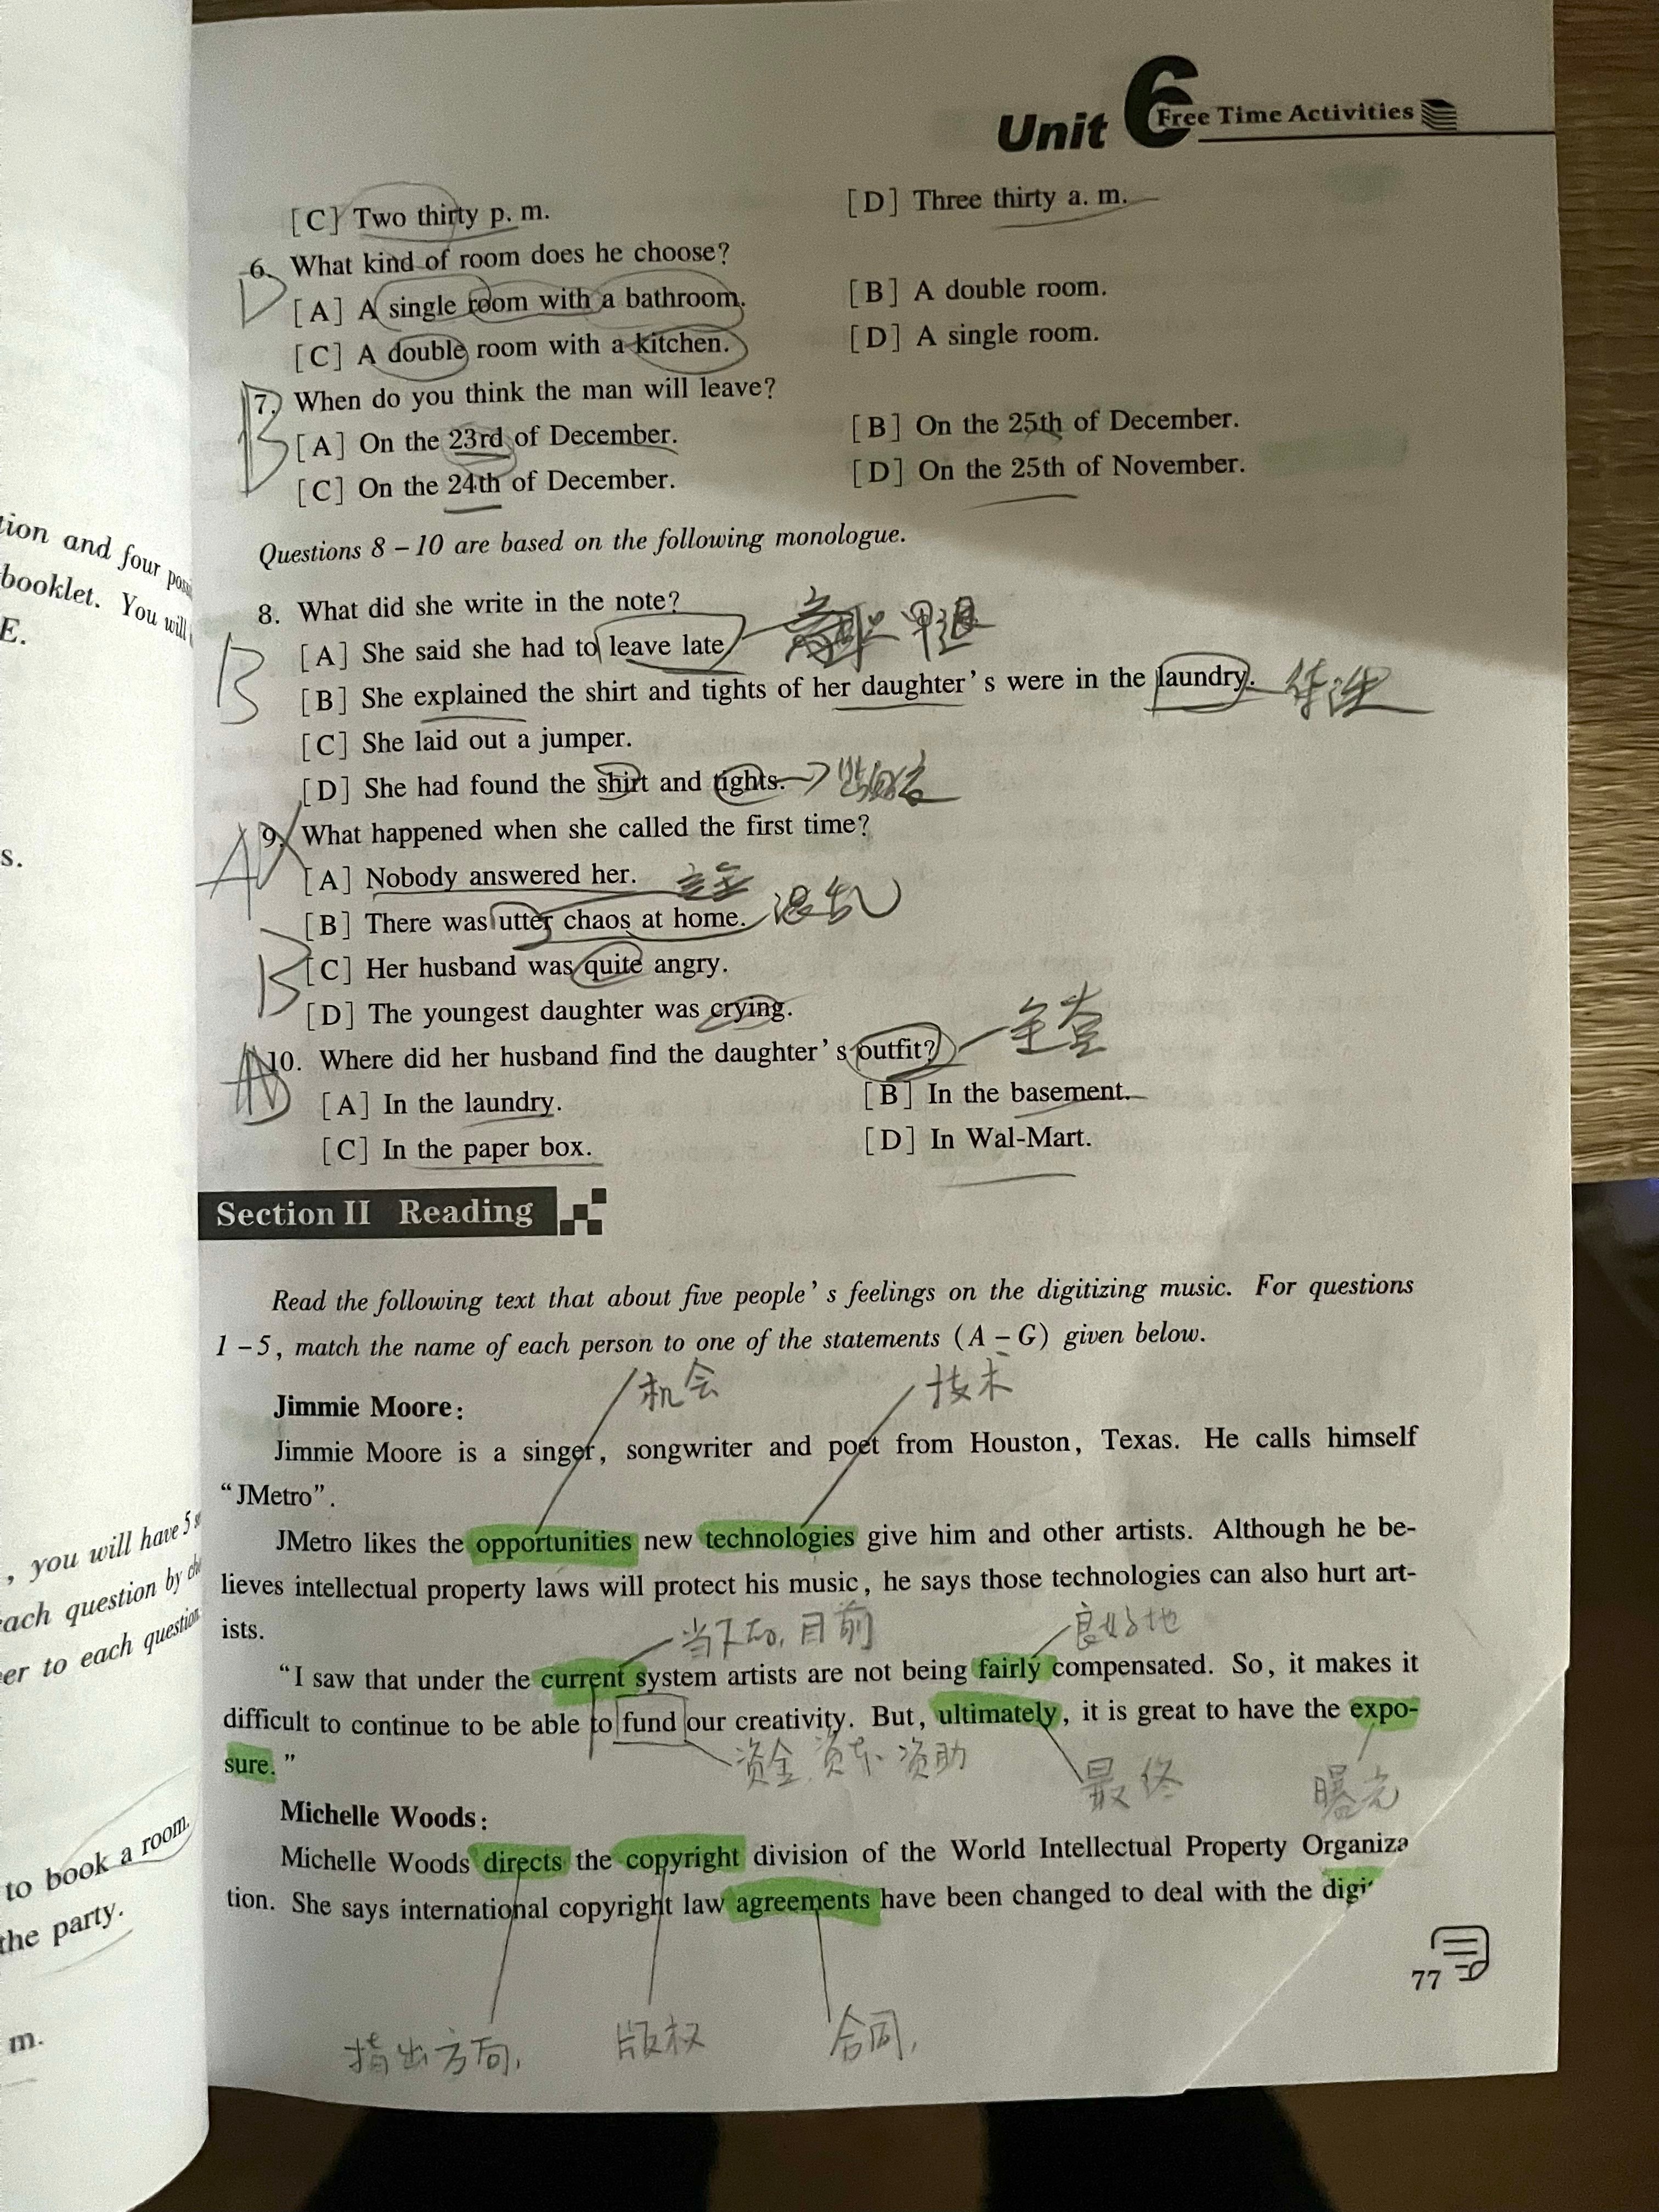 Unit 6 Free Time Activities
[C] Two thirty p. m.
[D] Three thirty a. m.
6. What kind of room does he choose?
D
[A] A single room with a bathroom.
[B] A double room.
[C] A double room with a kitchen.
[D] A single room.
7. When do you think the man will leave?
B
[A] On the 23rd of December.
[B] On the 25th of December.
[C] On the 24th of December.
[D] On the 25th of November.
Questions 8 – 10 are based on the following monologue.
8. What did she write in the note?
B
[A] She said she had to leave late
早退
[B] She explained the shirt and tights of her daughter's were in the laundry.
[C] She laid out a jumper.
[D] She had found the shirt and tights.
9. What happened when she called the first time?
A
[A] Nobody answered her.
[B] There was utter chaos at home.
混乱
B
[C] Her husband was quite angry.
[D] The youngest daughter was crying.
10. Where did her husband find the daughter's outfit?
全套
[A] In the laundry.
[B] In the basement.
[C] In the paper box.
[D] In Wal-Mart.
Section II Reading
Read the following text that about five people's feelings on the digitizing music. For questions
1 – 5, match the name of each person to one of the statements (A – G) given below.
机会
技术
Jimmie Moore:
Jimmie Moore is a singer, songwriter and poet from Houston, Texas. He calls himself
"JMetro".
JMetro likes the opportunities new technologies give him and other artists. Although he be-
lieves intellectual property laws will protect his music, he says those technologies can also hurt art-
ists.
当下的, 目前
良好地
"I saw that under the current system artists are not being fairly compensated. So, it makes it
difficult to continue to be able to fund our creativity. But, ultimately, it is great to have the expo-
sure."
资金 资本 资助
最终
曝光
Michelle Woods:
Michelle Woods directs the copyright division of the World Intellectual Property Organiza
tion. She says international copyright law agreements have been changed to deal with the digi
77
指出方向,
版权
合同,
tion and four
booklet. You will
E.
s.
, you will have 5
each question by
er to each question
to book a room.
the party.
m.